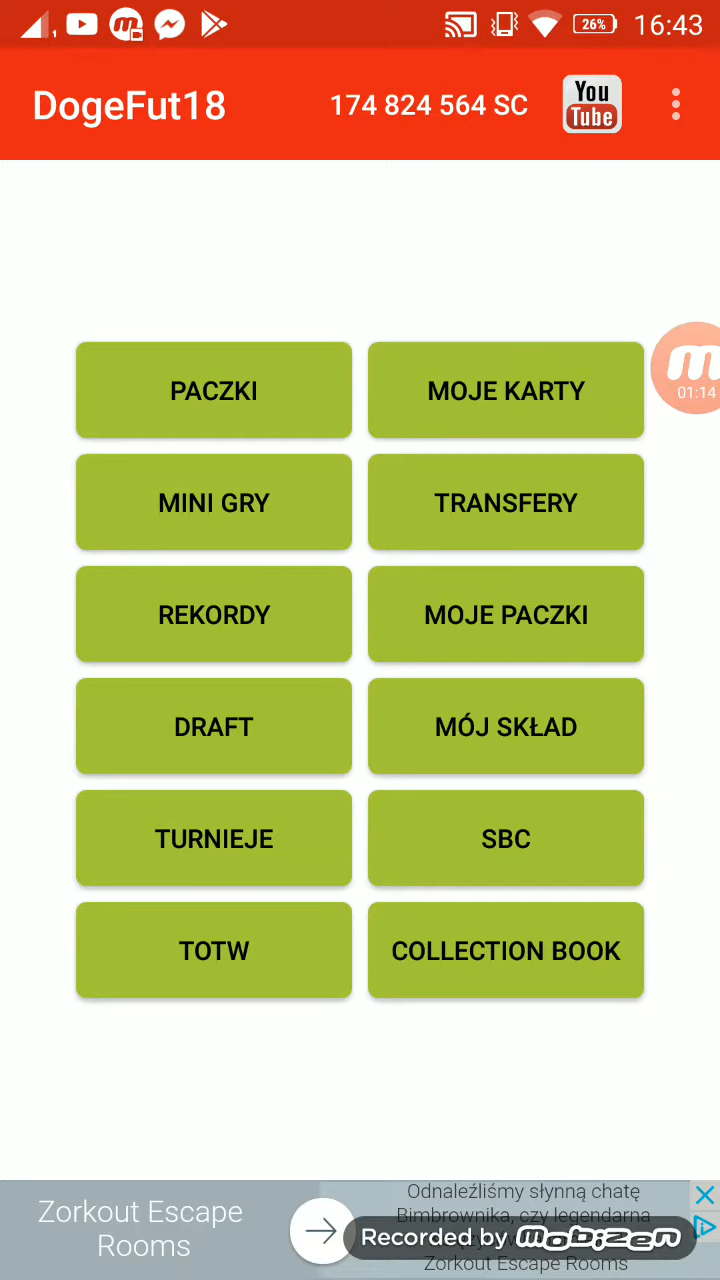 26% 16:43
DogeFut18 174 824 564 SC You Tube
01:14
PACZKI MOJE KARTY
MINI GRY TRANSFERY
REKORDY MOJE PACZKI
DRAFT MÓJ SKŁAD
TURNIEJE SBC
TOTW COLLECTION BOOK
Zorkout Escape
Rooms
Odnaleźliśmy słynną chatę
Bimbrownika, czy legendarna
Zorkout Escape Rooms
Recorded by mobizen